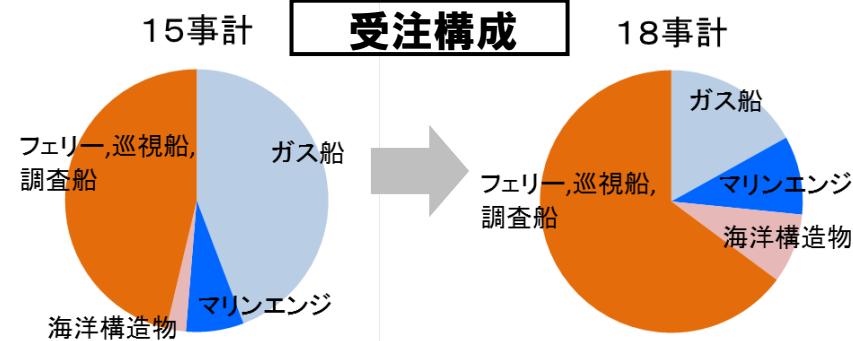 受注構成
15事計
フェリー,巡視船,
調査船
ガス船
マリンエンジ
海洋構造物
18事計
ガス船
マリンエンジ
海洋構造物
フェリー,巡視船,
調査船